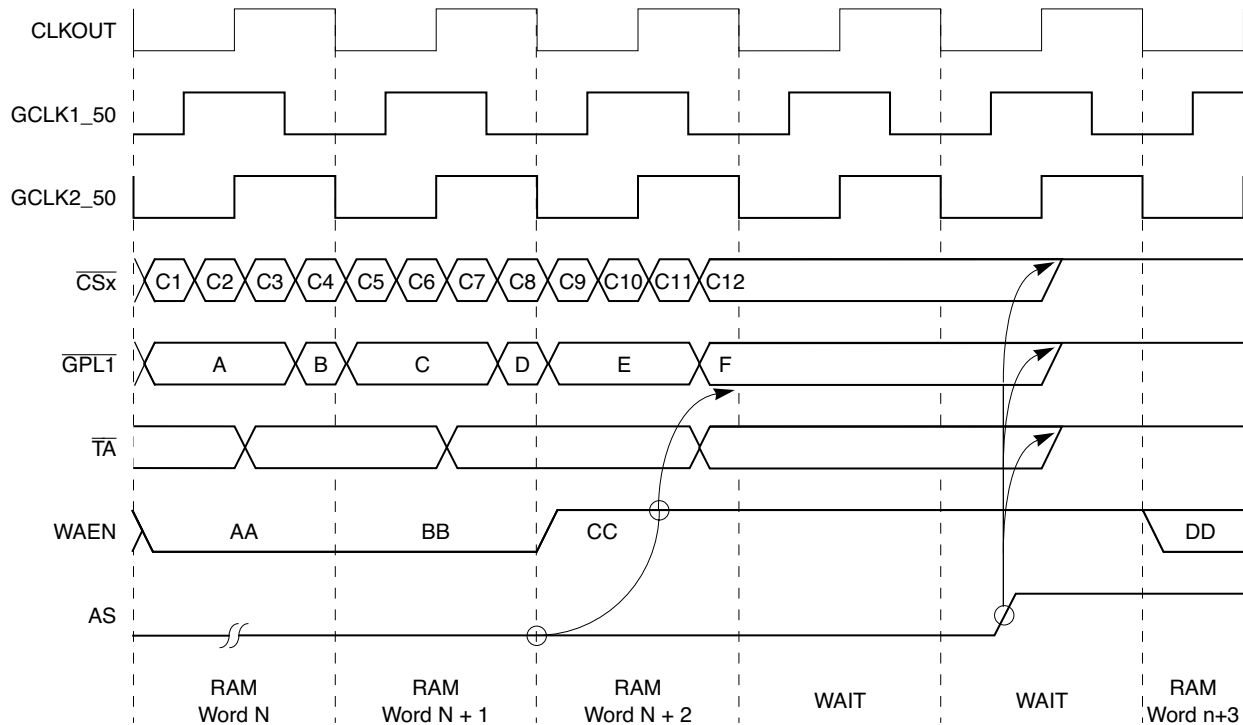 CLKOUT
GCLK1_50
GCLK2_50
CSx C1 C2 C3 C4 C5 C6 C7 C8 C9 C10 C11 C12
GPL1 A B C D E F
TA
WAEN AA BB CC DD
AS
RAM RAM RAM WAIT WAIT RAM
Word N Word N + 1 Word N + 2 Word n+3